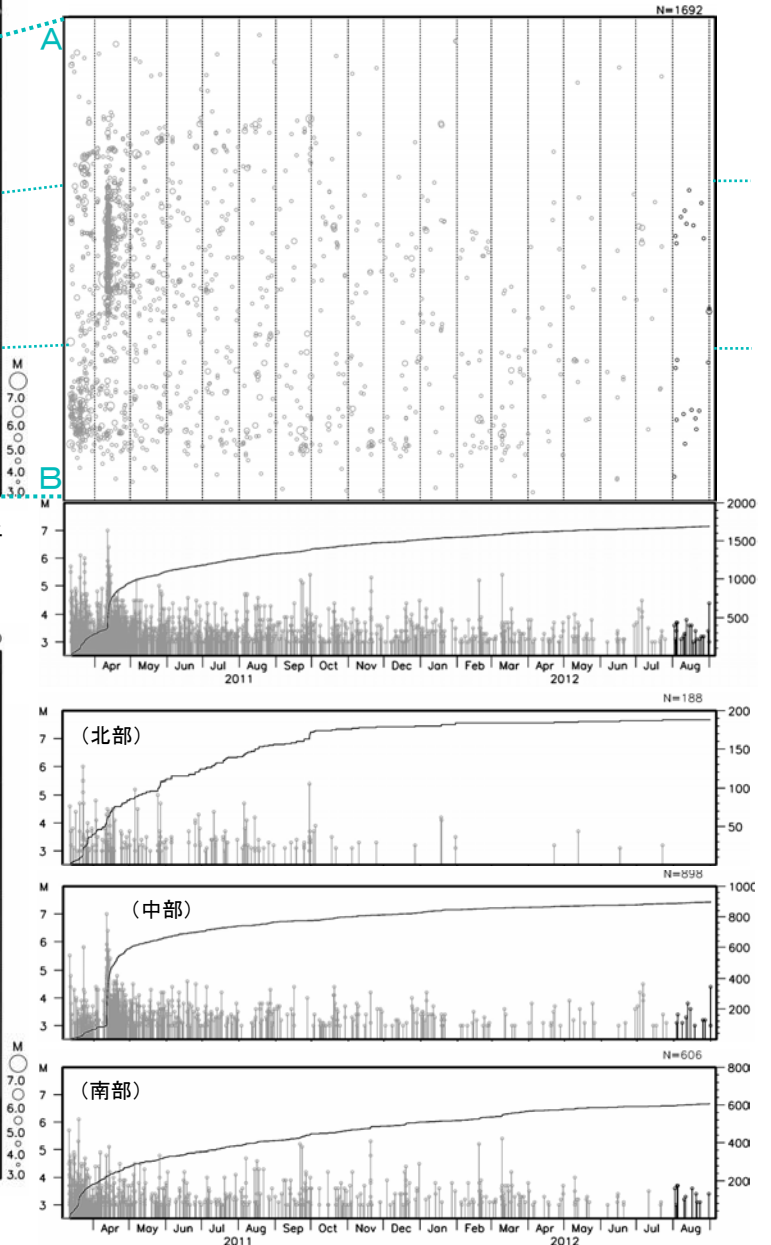 N=1692
A
M
7.0
6.0
5.0
4.0
3.0
B
M
2000
7
6
5
4
3
1500
1000
500
Apr May Jun Jul Aug Sep Oct Nov Dec Jan Feb Mar Apr May Jun Jul Aug
2011 2012
N=188
M
(北部)
7
6
5
4
3
200
150
100
50
N=898
M
(中部)
7
6
5
4
3
1000
800
600
400
200
N=606
M
7.0
6.0
5.0
4.0
3.0
M
(南部)
7
6
5
4
3
800
600
400
200
Apr May Jun Jul Aug Sep Oct Nov Dec Jan Feb Mar Apr May Jun Jul Aug
2011 2012